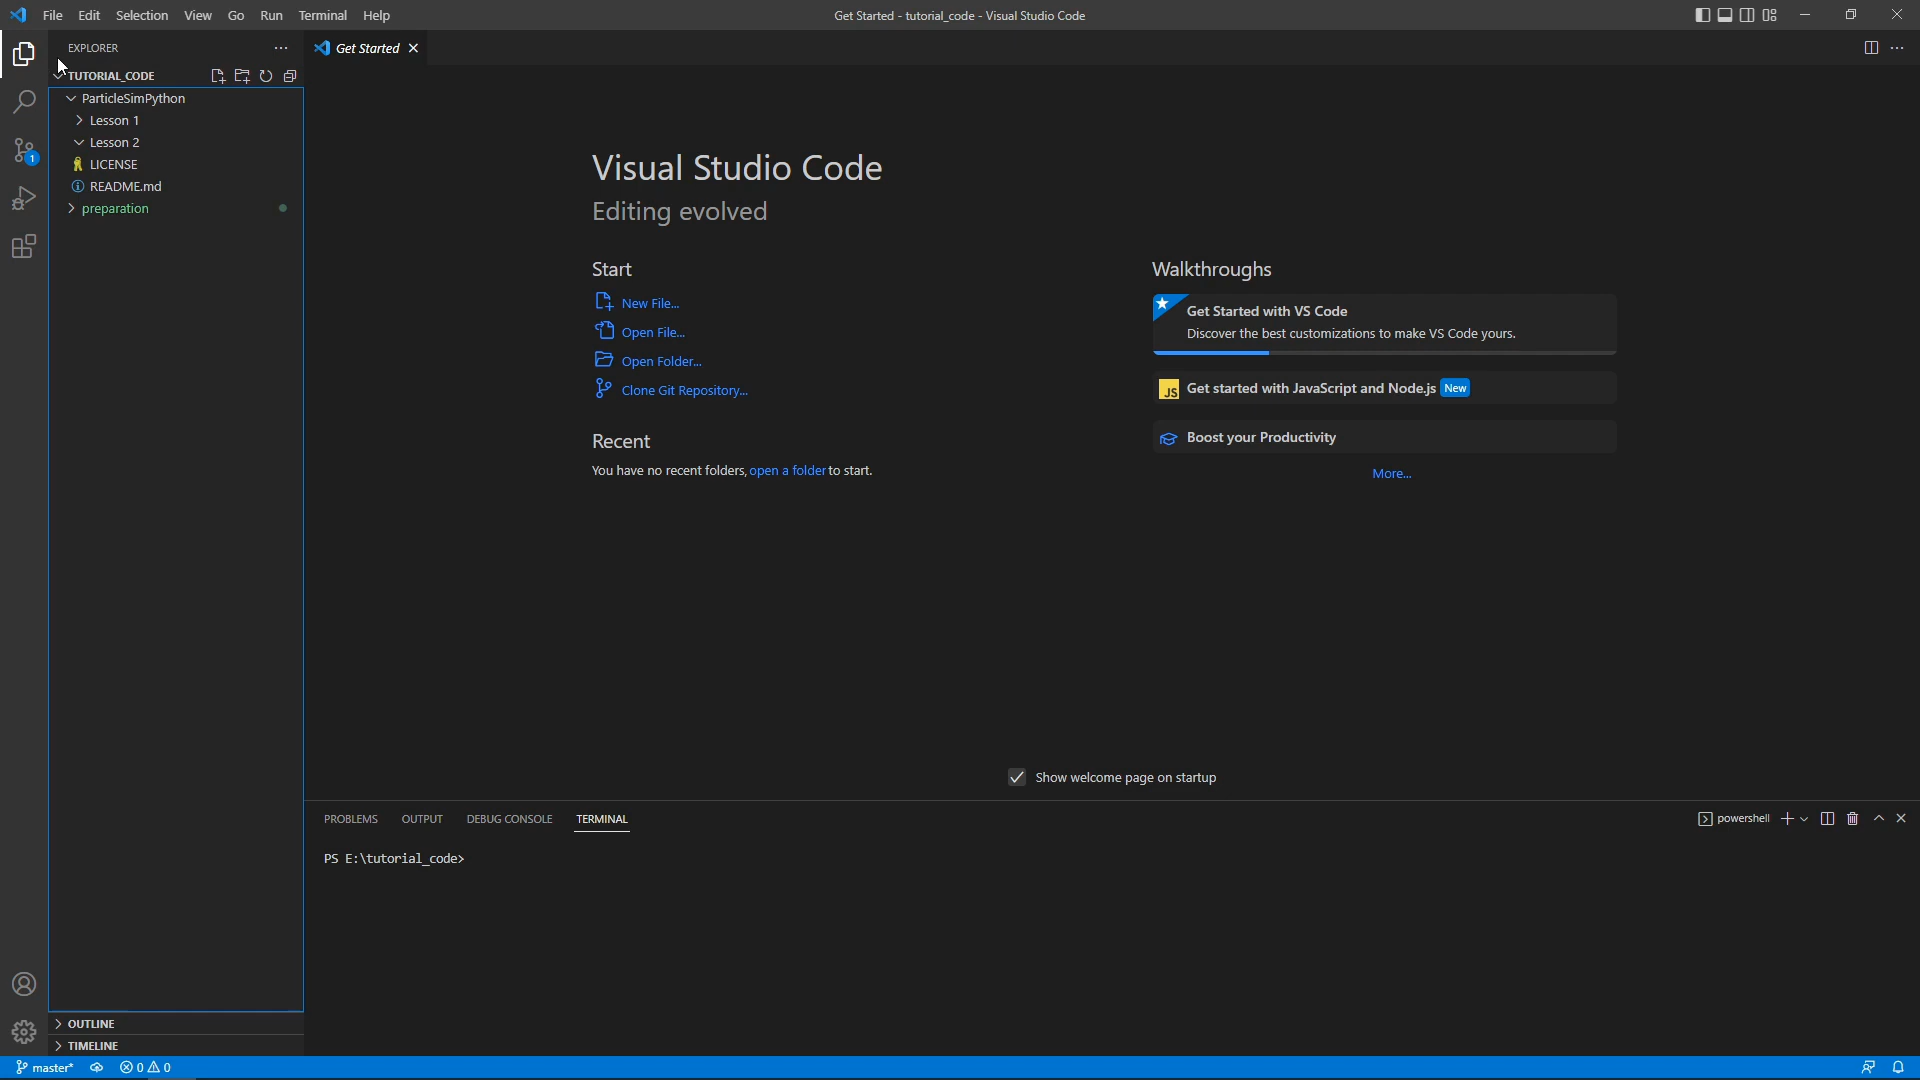 File Edit Selection View Go Run Terminal Help
Get Started - tutorial_code - Visual Studio Code
EXPLORER
Get Started
TUTORIAL_CODE
ParticleSimPython
Lesson 1
Lesson 2
LICENSE
README.md
preparation
1
Visual Studio Code
Editing evolved
Start
New File...
Open File...
Open Folder...
Clone Git Repository...
Recent
You have no recent folders, open a folder to start.
Walkthroughs
Get Started with VS Code
Discover the best customizations to make VS Code yours.
JS Get started with JavaScript and Node.js New
Boost your Productivity
More...
Show welcome page on startup
PROBLEMS OUTPUT DEBUG CONSOLE TERMINAL
powershell
PS E:\tutorial_code>
OUTLINE
TIMELINE
master* 0 0